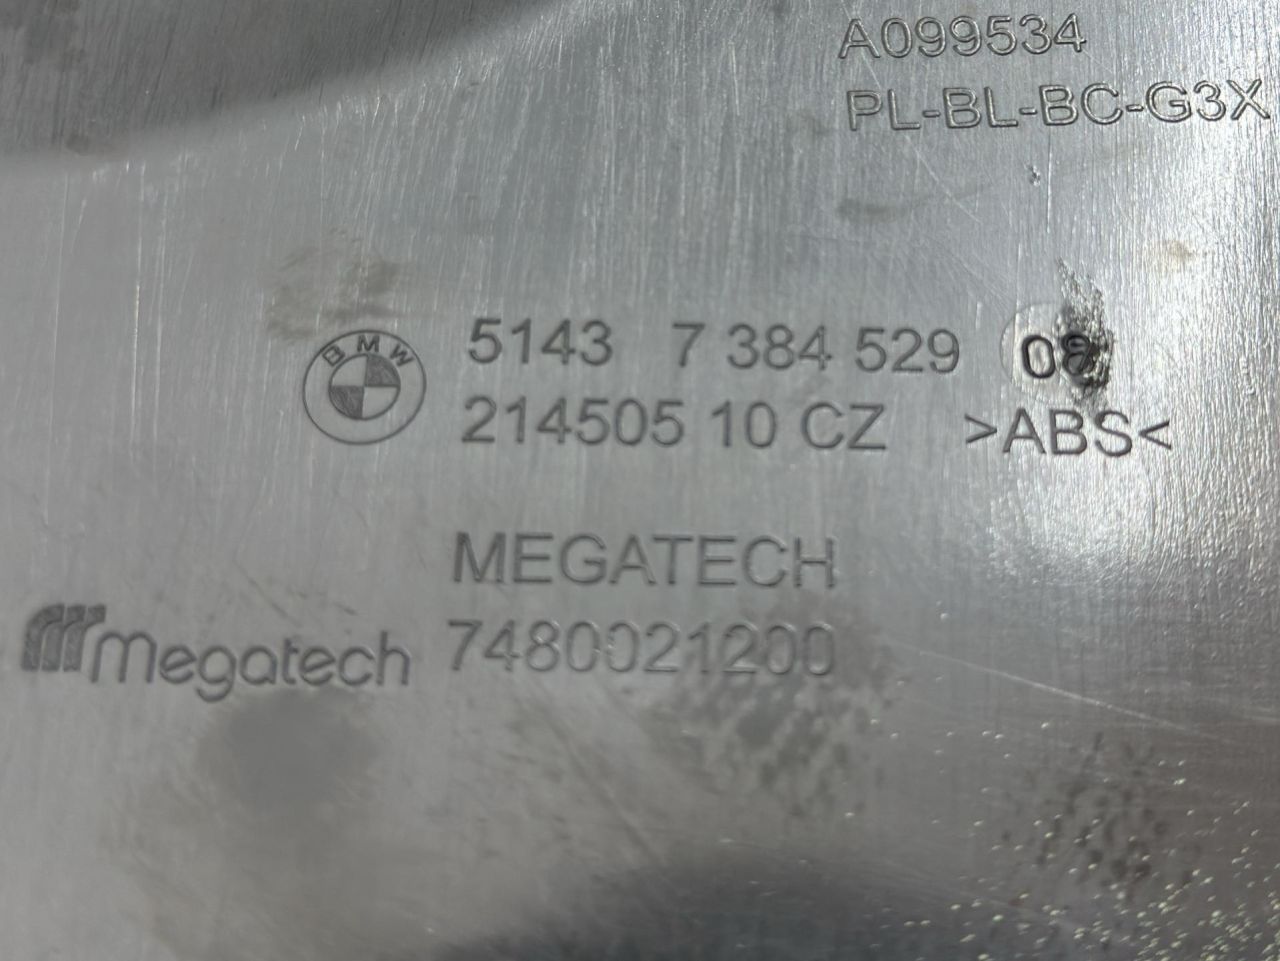 A099534
PL-BL-BC-G3X
BMW
5143 7 384 529 08
214505 10 CZ >ABS<
MEGATECH
megatech 7480021200